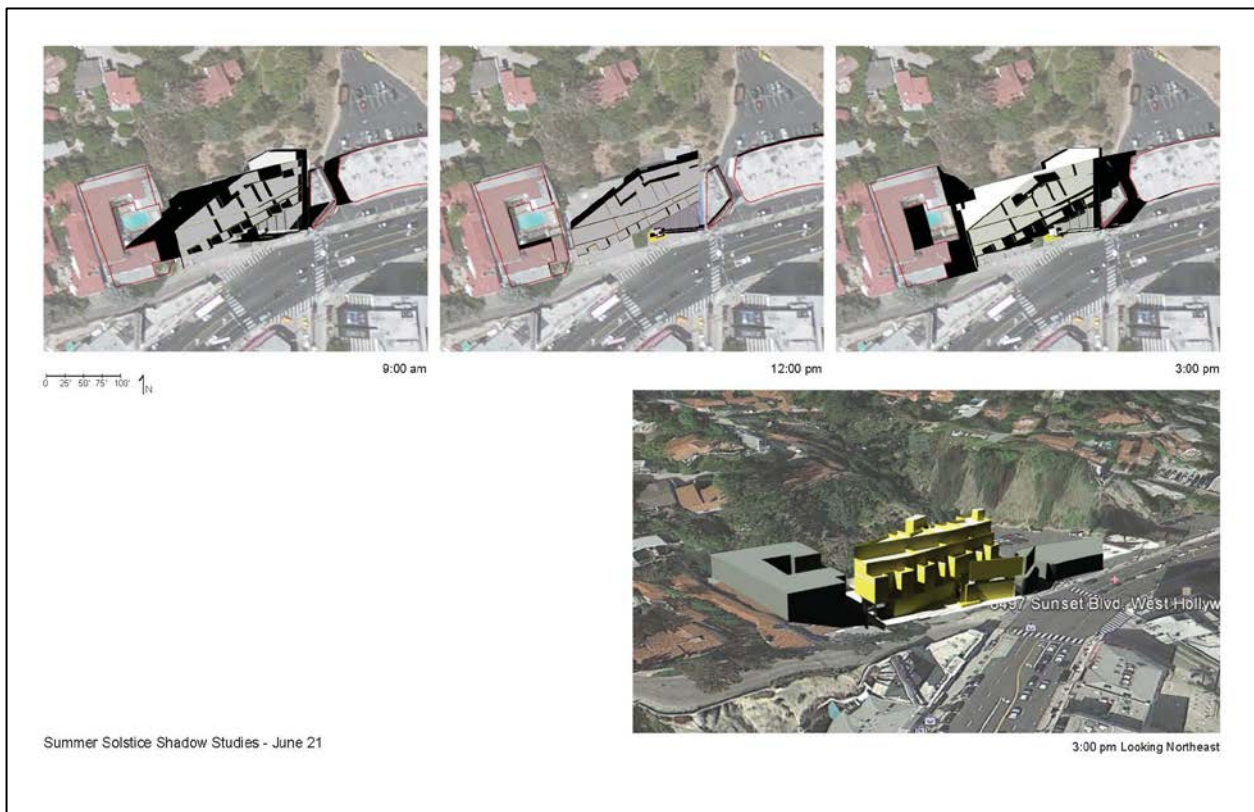 9:00 am
12:00 pm
3:00 pm
0 25' 50' 75' 100'
N
8497 Sunset Blvd, West Hollyw
Summer Solstice Shadow Studies - June 21
3:00 pm Looking Northeast